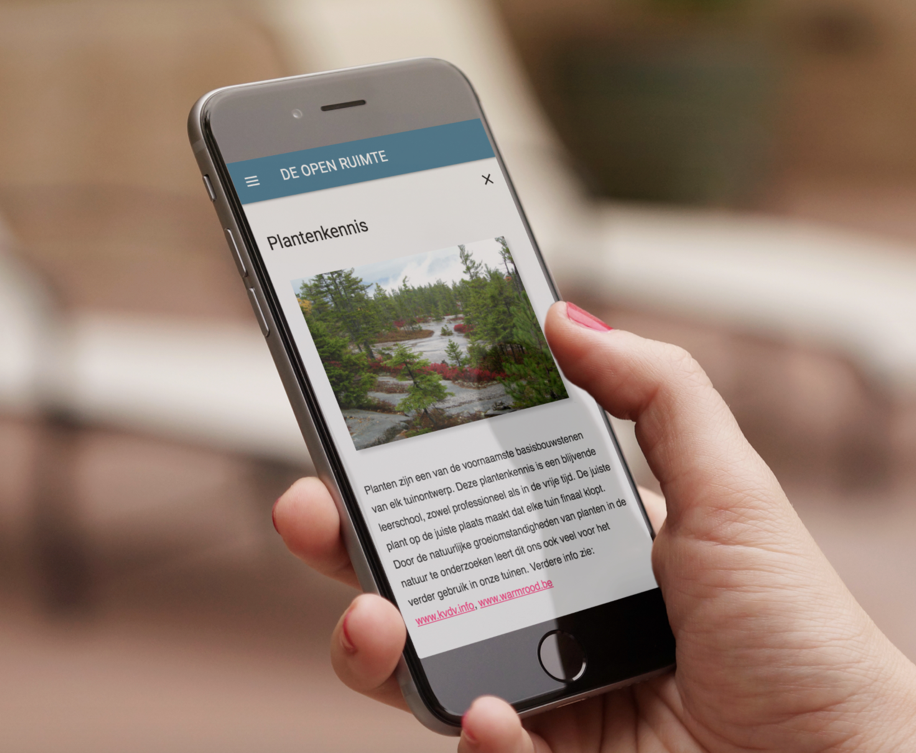 DE OPEN RUIMTE
Plantenkennis
Planten zijn een van de voornaamste basisbouwstenen
van elk tuinontwerp. Deze plantenkennis is een blijvende
leerschool, zowel professioneel als in de vrije tijd. De juiste
plant op de juiste plaats maakt dat elke tuin finaal klopt.
Door de natuurlijke groeiomstandigheden van planten in de
natuur te onderzoeken leert dit ons ook veel voor het
verder gebruik in onze tuinen. Verdere info zie:
www.kvdv.info, www.warmrood.be